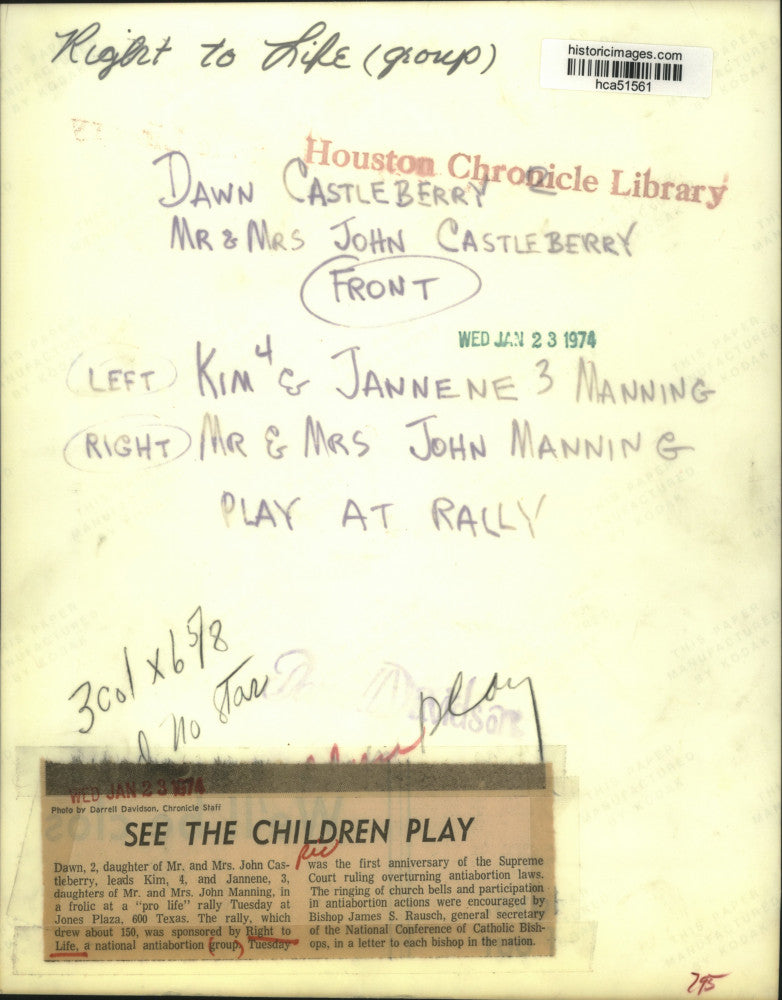 Right to Life (group)
historicimages.com
hca51561
Houston Chronicle Library
DAWN CASTLEBERRY 2
MR & MRS JOHN CASTLEBERRY
FRONT
WED JAN 23 1974
LEFT KIM 4 & JANNENE 3 MANNING
RIGHT MR & MRS JOHN MANNING
PLAY AT RALLY
3 col x 6 5/8
no Star
Davidson
play
WED JAN 23 1974
Photo by Darrell Davidson, Chronicle Staff
SEE THE CHILDREN PLAY
Dawn, 2, daughter of Mr. and Mrs. John Cas-
tleberry, leads Kim, 4, and Jannene, 3,
daughters of Mr. and Mrs. John Manning, in
a frolic at a "pro life" rally Tuesday at
Jones Plaza, 600 Texas. The rally, which
drew about 150, was sponsored by Right to
Life, a national antiabortion group, Tuesday
was the first anniversary of the Supreme
Court ruling overturning antiabortion laws.
The ringing of church bells and participation
in antiabortion actions were encouraged by
Bishop James S. Rausch, general secretary
of the National Conference of Catholic Bish-
ops, in a letter to each bishop in the nation.
795